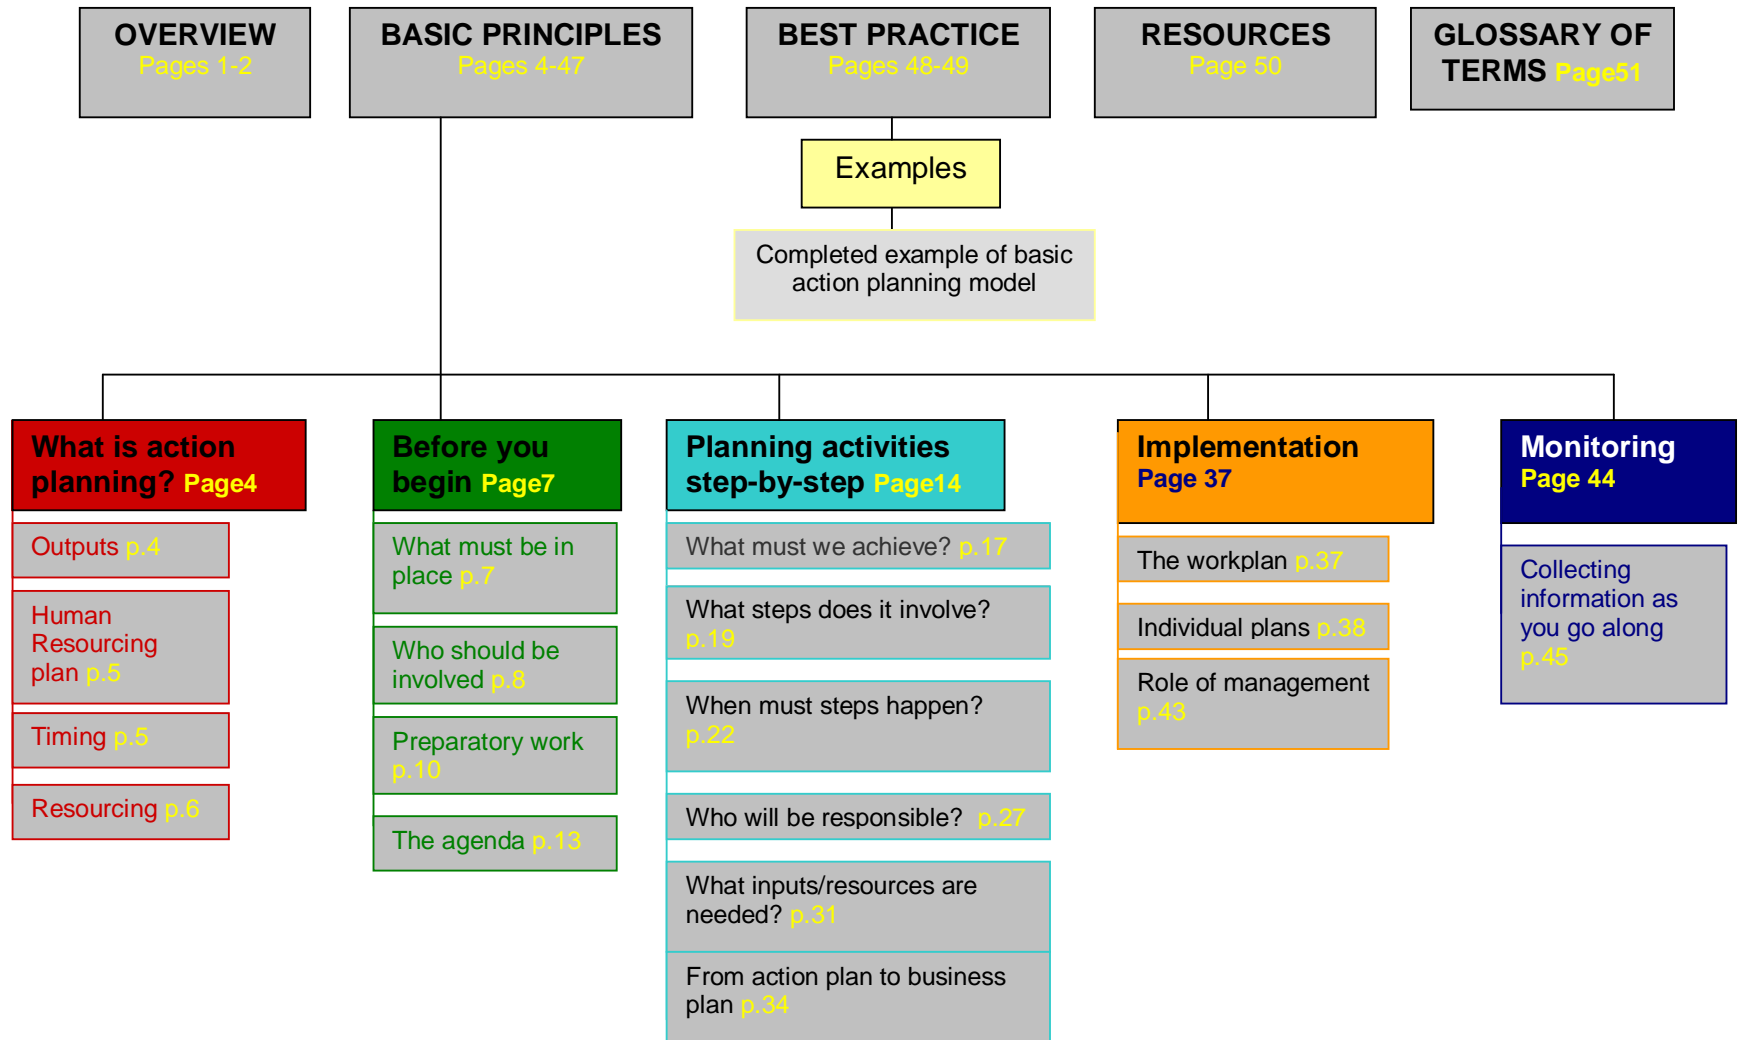 OVERVIEW
Pages 1-2
BASIC PRINCIPLES
Pages 4-47
BEST PRACTICE
Pages 48-49
RESOURCES
Page 50
GLOSSARY OF
TERMS Page51
Examples
Completed example of basic
action planning model
What is action
planning? Page4
Outputs p.4
Human
Resourcing
plan p.5
Timing p.5
Resourcing p.6
Before you
begin Page7
What must be in
place p.7
Who should be
involved p.8
Preparatory work
p.10
The agenda p.13
Planning activities
step-by-step Page14
What must we achieve? p.17
What steps does it involve?
p.19
When must steps happen?
p.22
Who will be responsible? p.27
What inputs/resources are
needed? p.31
From action plan to business
plan p.34
Implementation
Page 37
The workplan p.37
Individual plans p.38
Role of management
p.43
Monitoring
Page 44
Collecting
information as
you go along
p.45